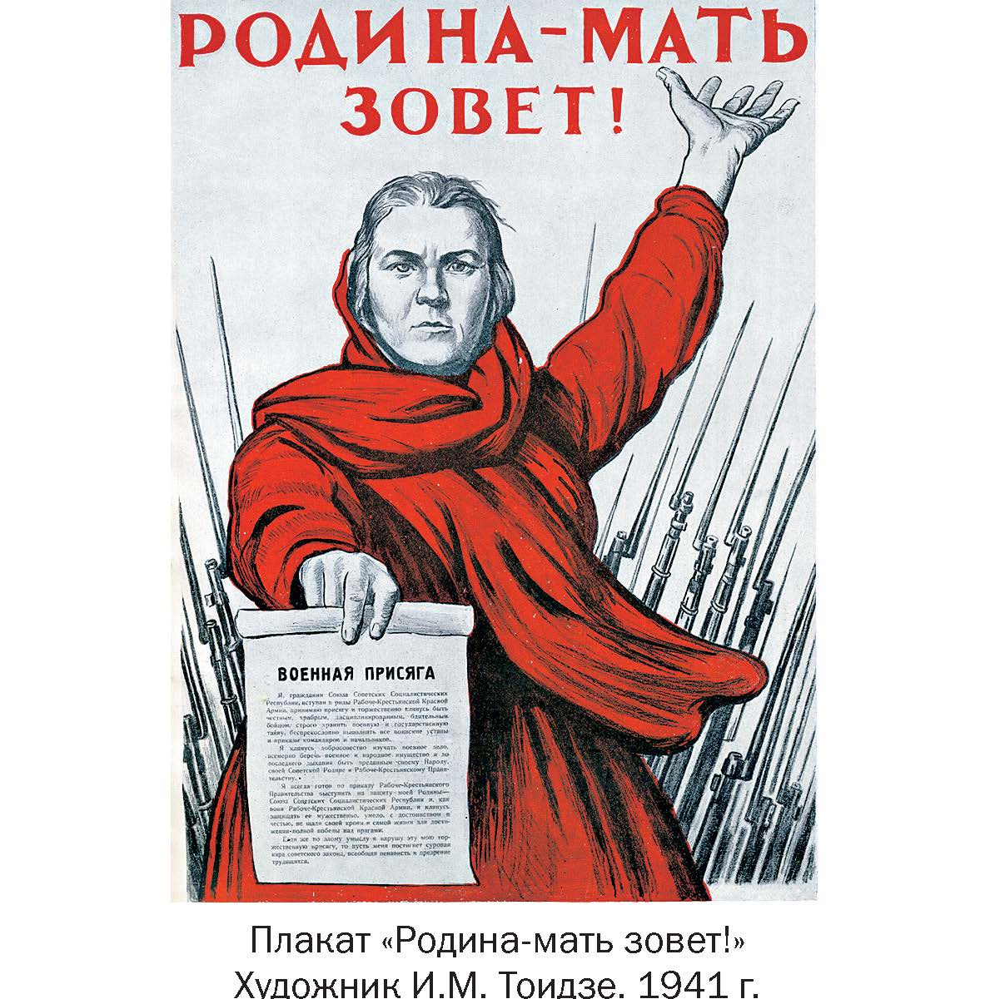 РОДИНА-МАТЬ
ЗОВЕТ!
ВОЕННАЯ ПРИСЯГА
Я, гражданин Союза Советских Социалистических
Республик, вступая в ряды Рабоче-Крестьянской Красной
Армии, принимаю присягу и торжественно клянусь быть
честным, храбрым, дисциплинированным, бдительным
бойцом, строго хранить военную и государственную
тайну, беспрекословно выполнять все воинские уставы
и приказы командиров и начальников.
Я клянусь добросовестно изучать военное дело,
всемерно беречь военное и народное имущество и до
последнего дыхания быть преданным своему Народу,
своей Советской Родине и Рабоче-Крестьянскому Прави-
тельству.
Я всегда готов по приказу Рабоче-Крестьянского
Правительства выступить на защиту моей Родины—
Союза Советских Социалистических Республик и, как
воин Рабоче-Крестьянской Красной Армии, я клянусь
защищать ее мужественно, умело, с достоинством и
честью, не щадя своей крови и самой жизни для дости-
жения полной победы над врагами.
Если же по злому умыслу я нарушу эту мою тор-
жественную присягу, то пусть меня постигнет суровая
кара советского закона, всеобщая ненависть и презрение
трудящихся.
Плакат «Родина-мать зовет!»
Художник И.М. Тоидзе. 1941 г.